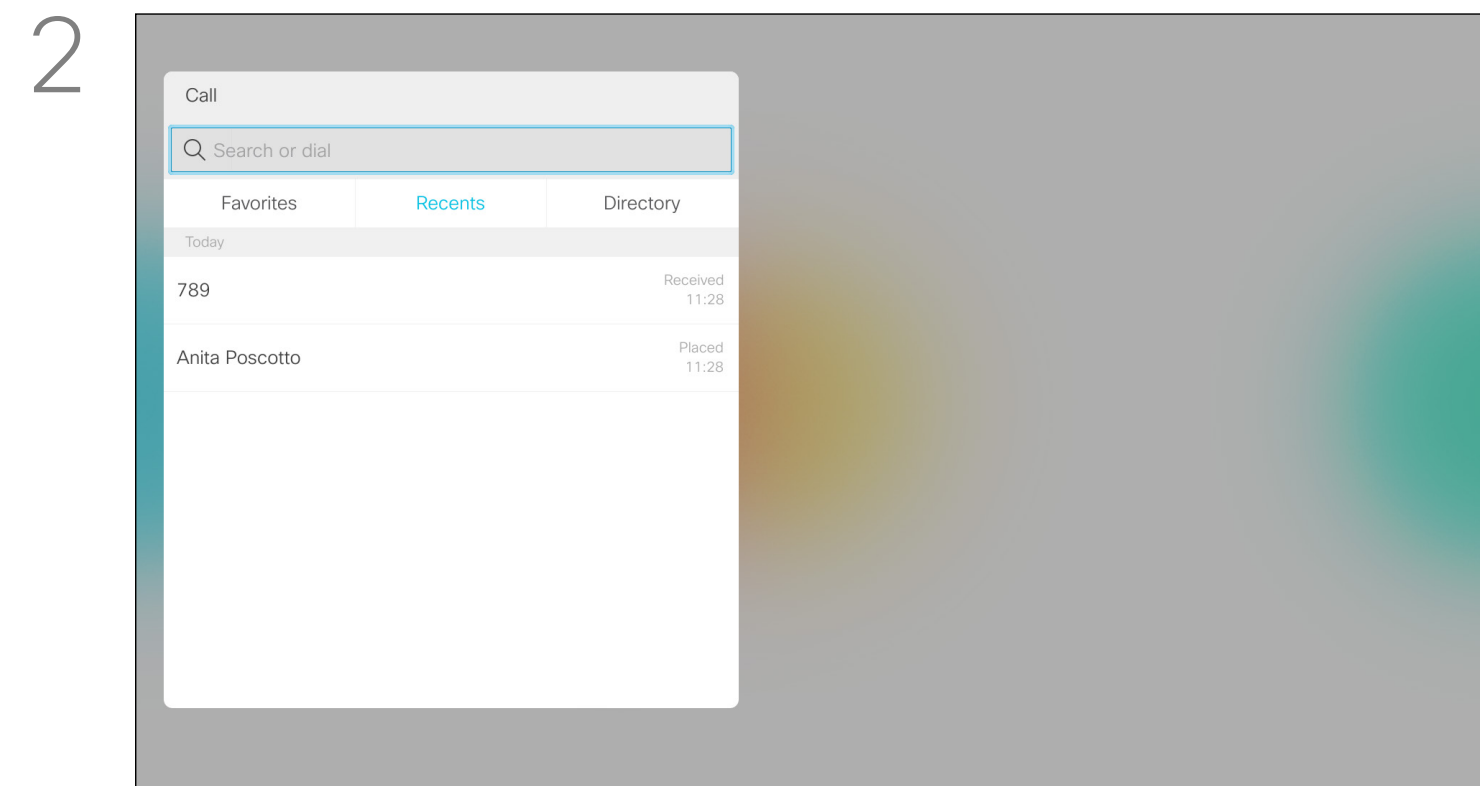 2
Call
Search or dial
Favorites Recents Directory
Today
789 Received 11:28
Anita Poscotto Placed 11:28